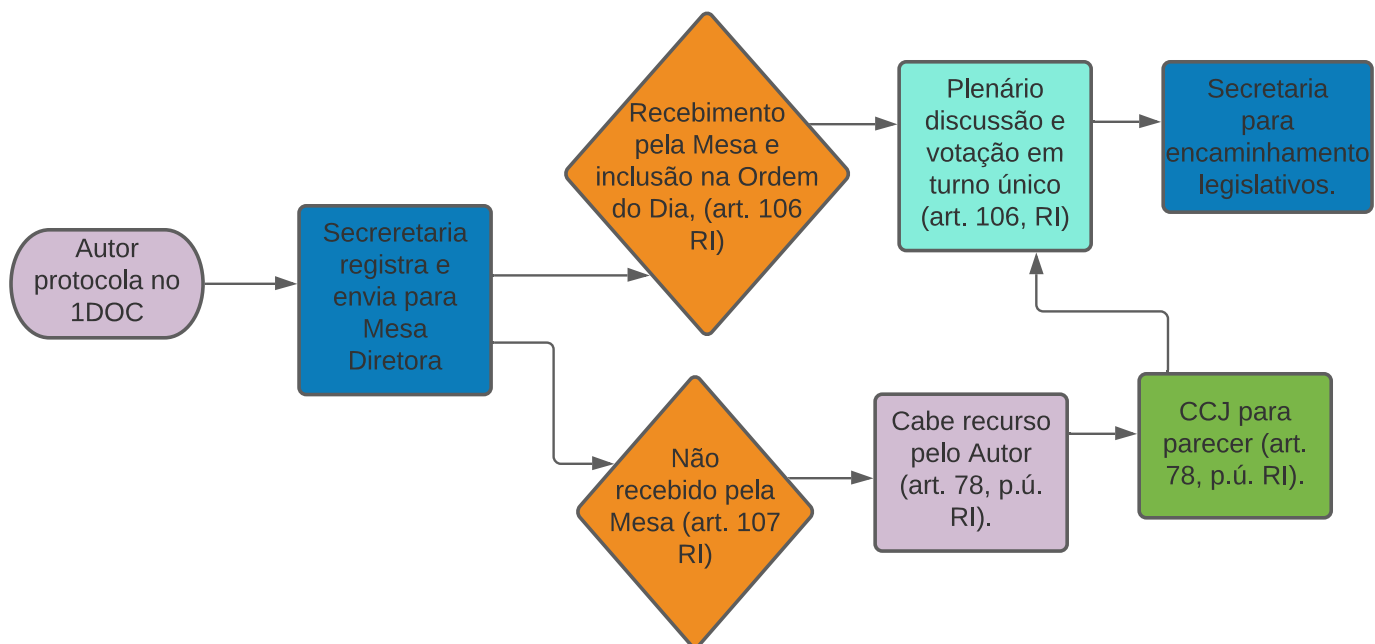 Autor
protocola no
1DOC
Secreretaria
registra e
envia para
Mesa
Diretora
Recebimento
pela Mesa e
inclusão na Ordem
do Dia, (art. 106
RI)
Plenário
discussão e
votação em
turno único
(art. 106, RI)
Secretaria
para
encaminhamento
legislativos.
Não
recebido pela
Mesa (art. 107
RI)
Cabe recurso
pelo Autor
(art. 78, p.ú.
RI).
CCJ para
parecer (art.
78, p.ú. RI).